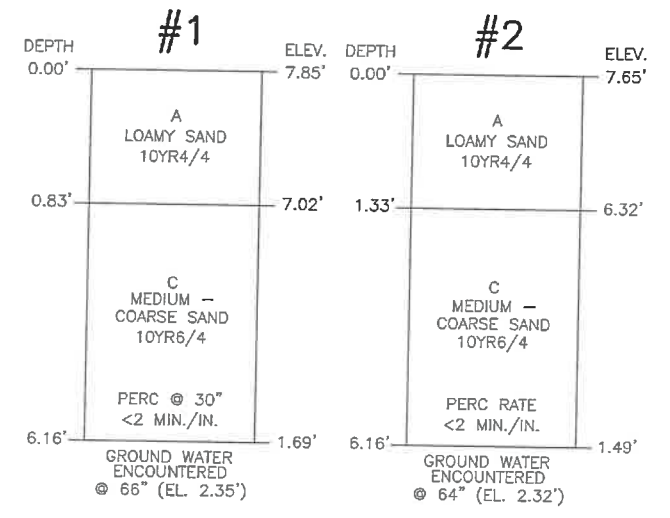 #1
DEPTH
ELEV.
0.00'
7.85'
A
LOAMY SAND
10YR4/4
0.83'
7.02'
C
MEDIUM –
COARSE SAND
10YR6/4
PERC @ 30"
<2 MIN./IN.
6.16'
1.69'
GROUND WATER
ENCOUNTERED
@ 66" (EL. 2.35')
#2
DEPTH
ELEV.
0.00'
7.65'
A
LOAMY SAND
10YR4/4
1.33'
6.32'
C
MEDIUM –
COARSE SAND
10YR6/4
PERC RATE
<2 MIN./IN.
6.16'
1.49'
GROUND WATER
ENCOUNTERED
@ 64" (EL. 2.32')